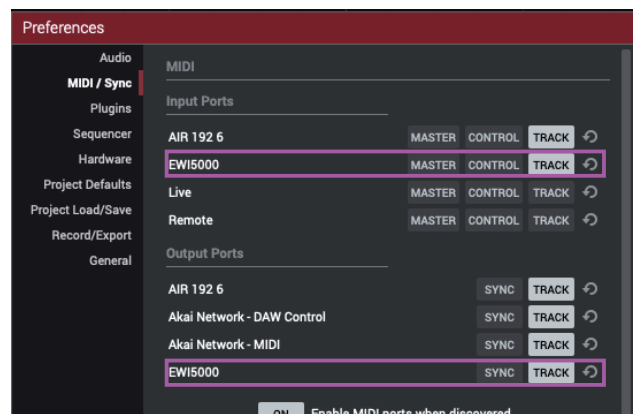 Preferences
Audio
MIDI / Sync
Plugins
Sequencer
Hardware
Project Defaults
Project Load/Save
Record/Export
General
MIDI
Input Ports
AIR 192 6 MASTER CONTROL TRACK
EWI5000 MASTER CONTROL TRACK
Live MASTER CONTROL TRACK
Remote MASTER CONTROL TRACK
Output Ports
AIR 192 6 SYNC TRACK
Akai Network - DAW Control SYNC TRACK
Akai Network - MIDI SYNC TRACK
EWI5000 SYNC TRACK
ON Enable MIDI ports when discovered